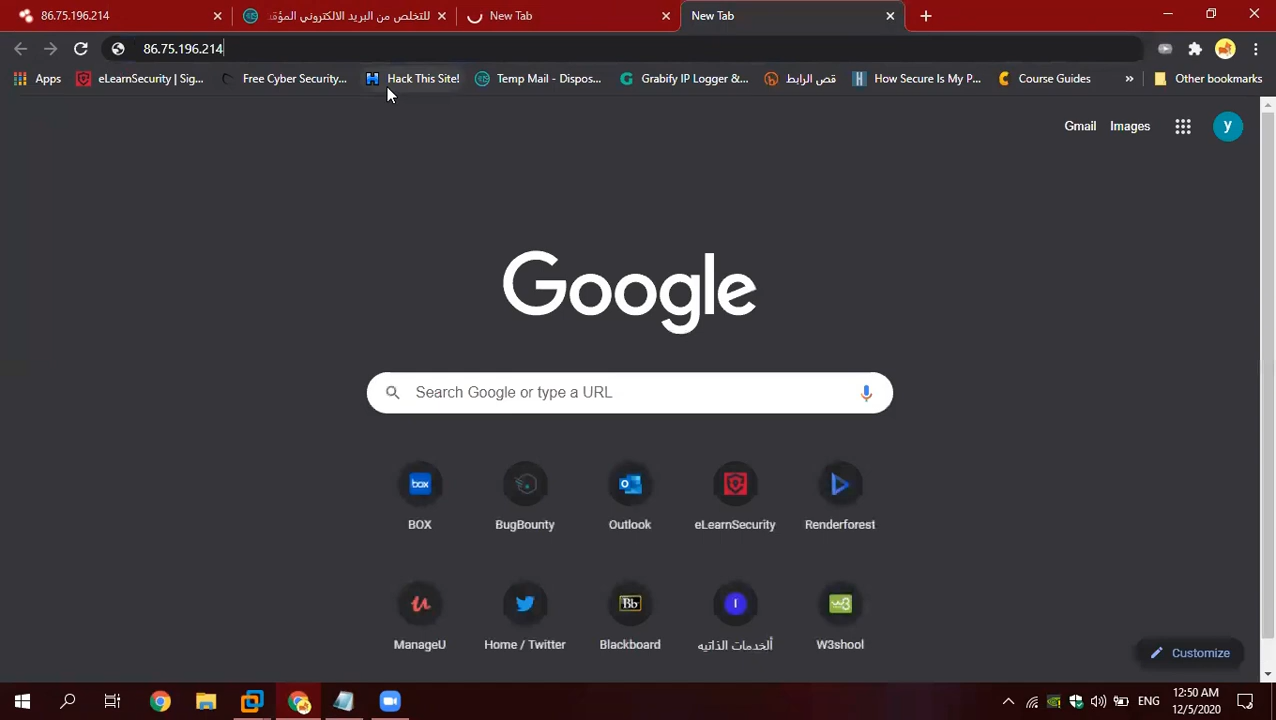 86.75.196.214
للتخلص من البريد الالكتروني المؤقت
New Tab
New Tab
86.75.196.214
Apps
eLearnSecurity | Sig...
Free Cyber Security...
Hack This Site!
Temp Mail - Dispos...
Grabify IP Logger &...
قص الرابط
How Secure Is My P...
Course Guides
Other bookmarks
Gmail
Images
y
Google
Search Google or type a URL
box
BOX
BugBounty
Outlook
eLearnSecurity
Renderforest
ManageU
Home / Twitter
Bb
Blackboard
ألخدمات الذاتيه
W3shool
Customize
ENG
12:50 AM
12/5/2020